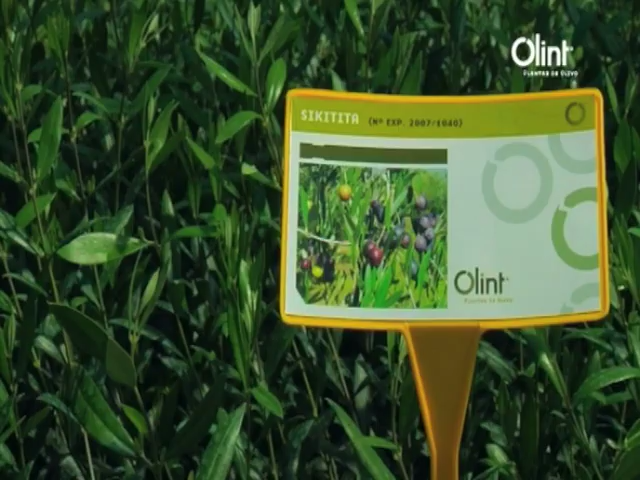 Olint
PLANTAS DE OLIVO
SIKITITA (Nº EXP. 2007/1040)
Olint
Plantas de Olivo